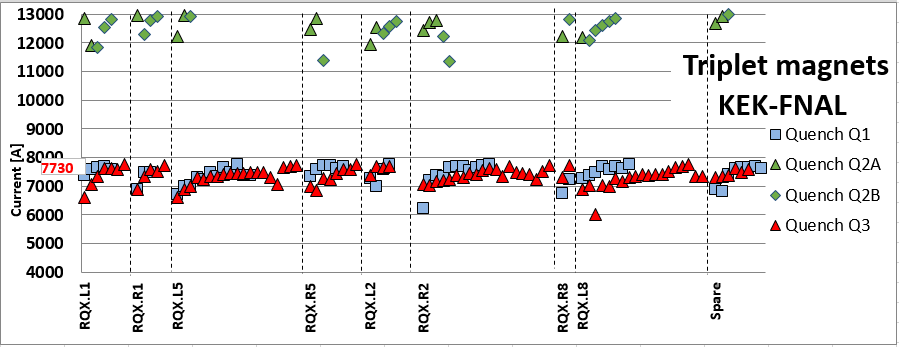 13000
12000
11000
10000
9000
8000
7730
7000
6000
5000
4000
Current [A]
Triplet magnets
KEK-FNAL
Quench Q1
Quench Q2A
Quench Q2B
Quench Q3
RQX.L1
RQX.R1
RQX.L5
RQX.R5
RQX.L2
RQX.R2
RQX.R8
RQX.L8
Spare